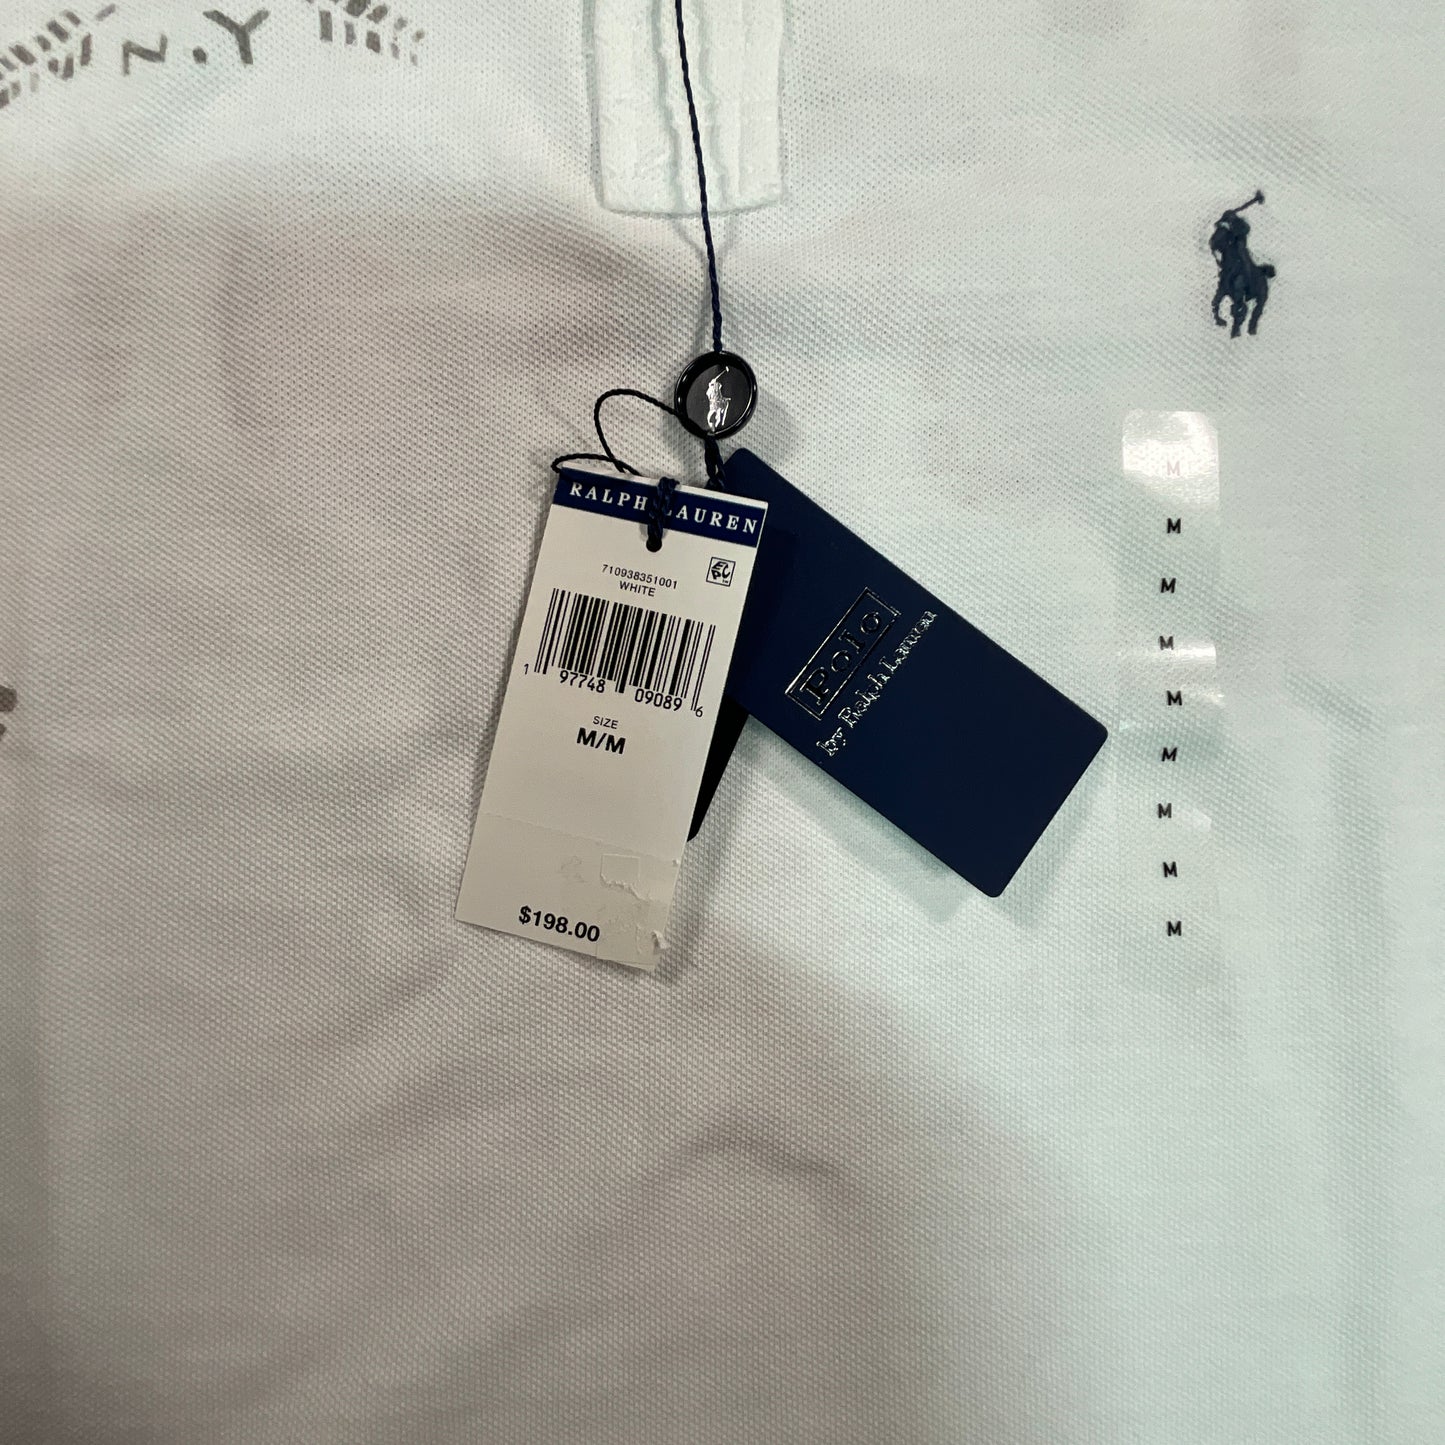 N.Y
RALPH LAUREN
710938351001
WHITE
1 97748 09089 6
SIZE
M/M
$198.00
Polo
by Ralph Lauren
M
M
M
M
M
M
M
M
M